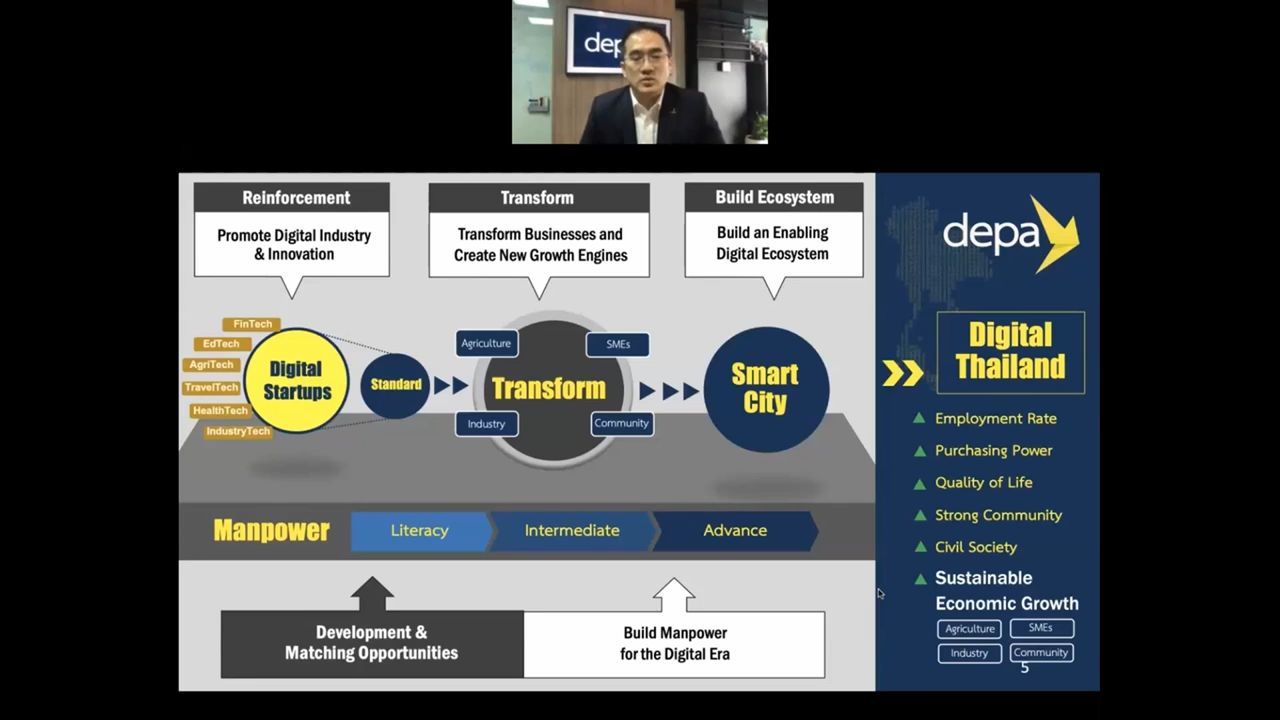 dep
Reinforcement
Promote Digital Industry
& Innovation
Transform
Transform Businesses and
Create New Growth Engines
Build Ecosystem
Build an Enabling
Digital Ecosystem
FinTech
EdTech
AgriTech
TravelTech
HealthTech
IndustryTech
Digital
Startups
Standard
Agriculture
SMEs
Transform
Industry
Community
Smart
City
Manpower
Literacy
Intermediate
Advance
Development &
Matching Opportunities
Build Manpower
for the Digital Era
depa
Digital
Thailand
Employment Rate
Purchasing Power
Quality of Life
Strong Community
Civil Society
Sustainable
Economic Growth
Agriculture
SMEs
Industry
Community
5